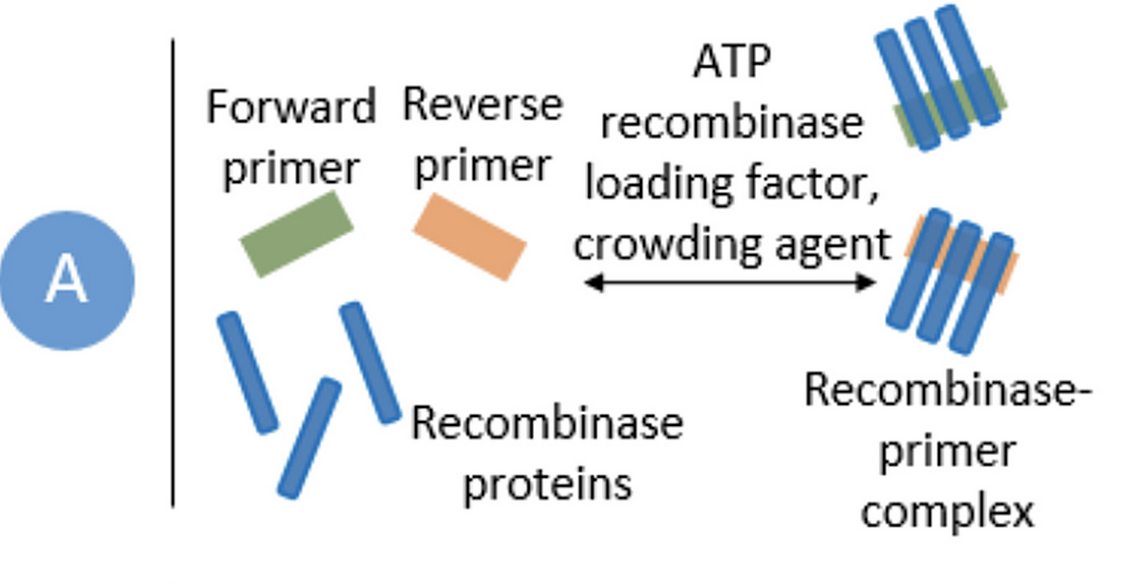 A
Forward
primer
Reverse
primer
ATP
recombinase
loading factor,
crowding agent
Recombinase
proteins
Recombinase-
primer
complex